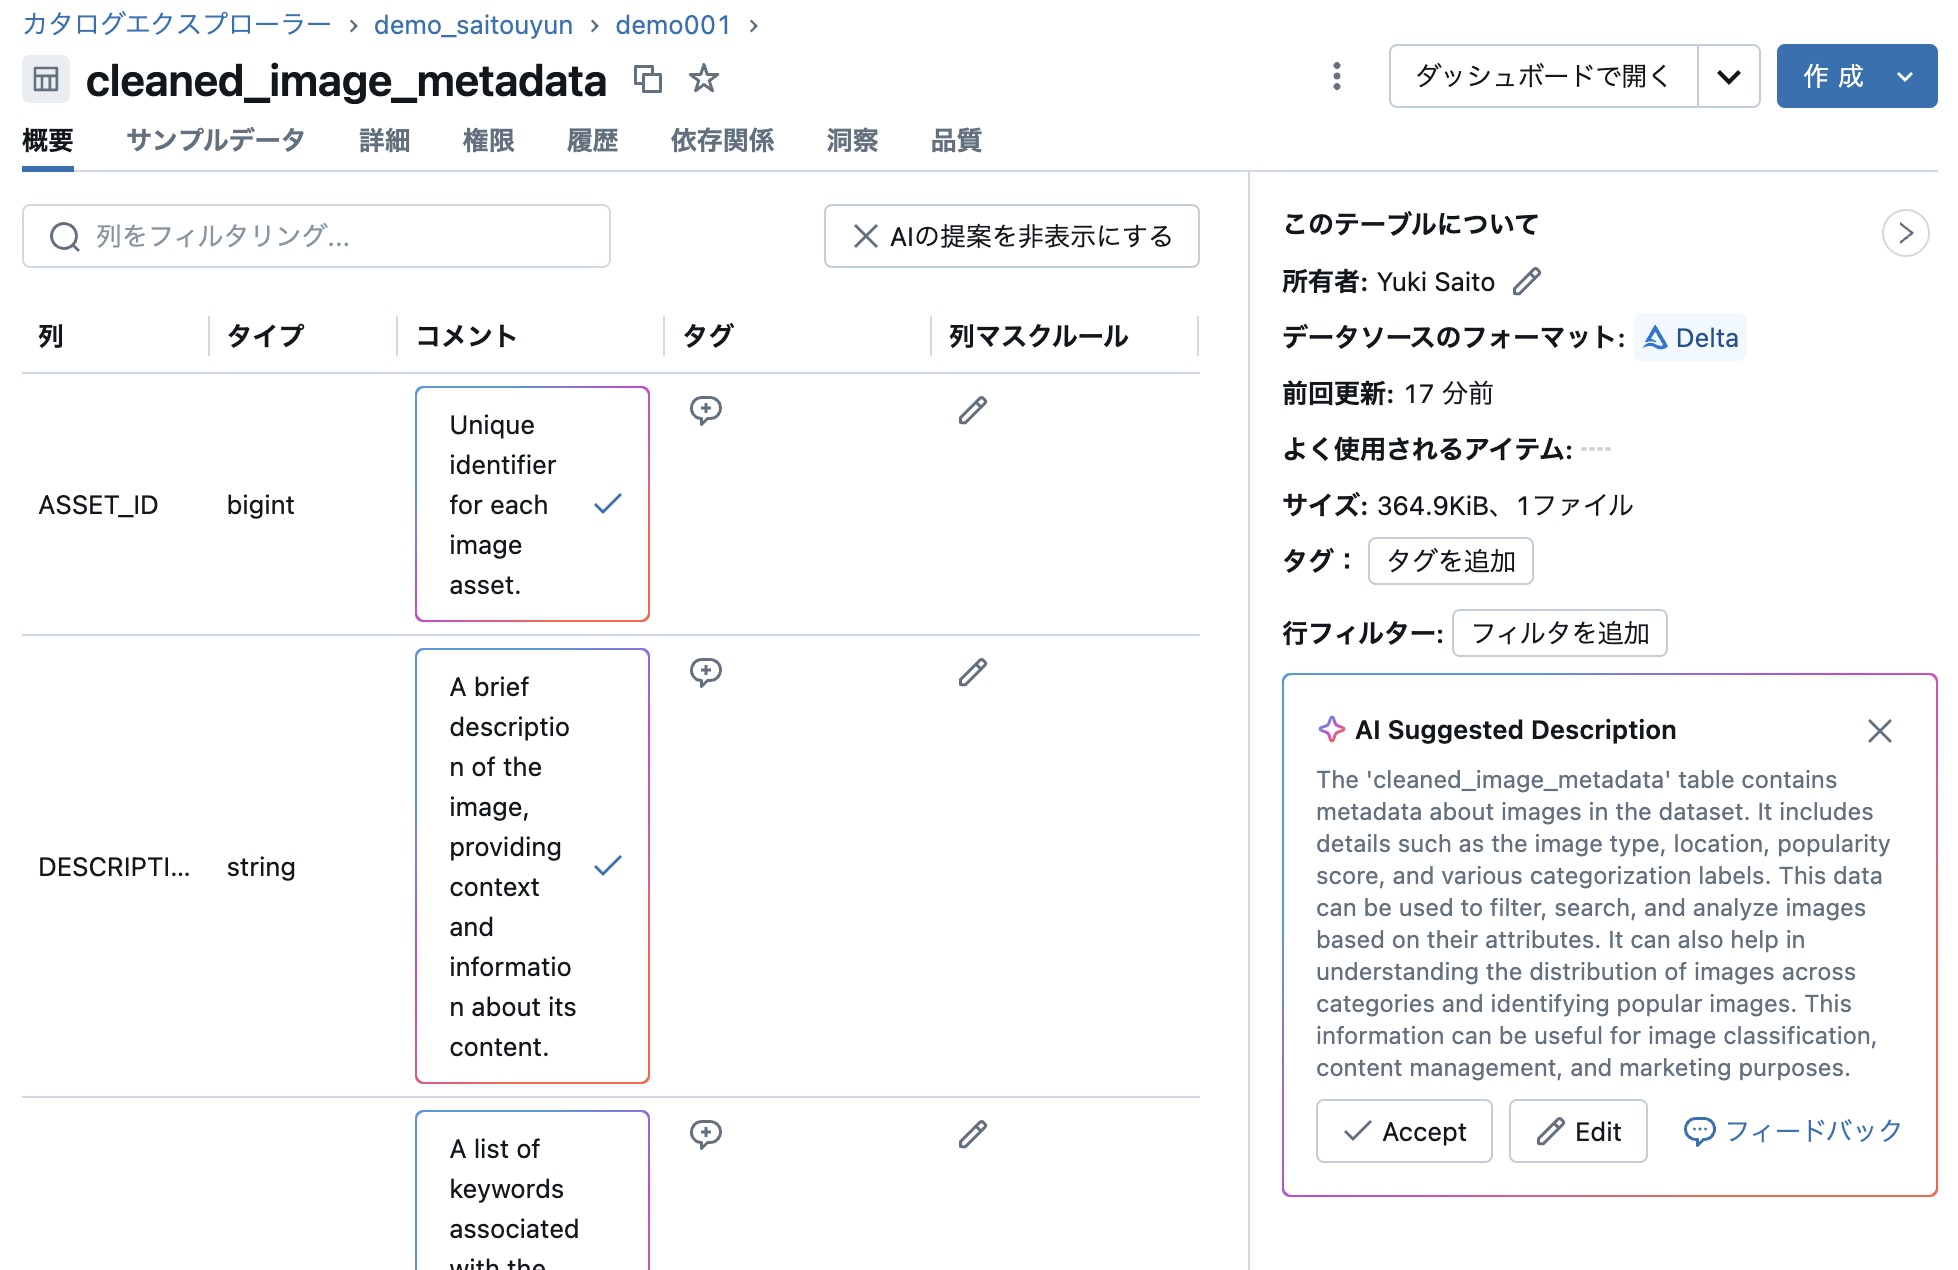 カタログエクスプローラー › demo_saitouyun › demo001 ›
cleaned_image_metadata
ダッシュボードで開く
作成
概要 サンプルデータ 詳細 権限 履歴 依存関係 洞察 品質
列をフィルタリング...
AIの提案を非表示にする
列 タイプ コメント タグ 列マスクルール
ASSET_ID bigint
Unique
identifier
for each
image
asset.
DESCRIPTI... string
A brief
descriptio
n of the
image,
providing
context
and
informatio
n about its
content.
A list of
keywords
associated
with the
このテーブルについて
所有者: Yuki Saito
データソースのフォーマット: Delta
前回更新: 17 分前
よく使用されるアイテム:
サイズ: 364.9KiB、1ファイル
タグ： タグを追加
行フィルター: フィルタを追加
AI Suggested Description
The 'cleaned_image_metadata' table contains
metadata about images in the dataset. It includes
details such as the image type, location, popularity
score, and various categorization labels. This data
can be used to filter, search, and analyze images
based on their attributes. It can also help in
understanding the distribution of images across
categories and identifying popular images. This
information can be useful for image classification,
content management, and marketing purposes.
Accept Edit フィードバック